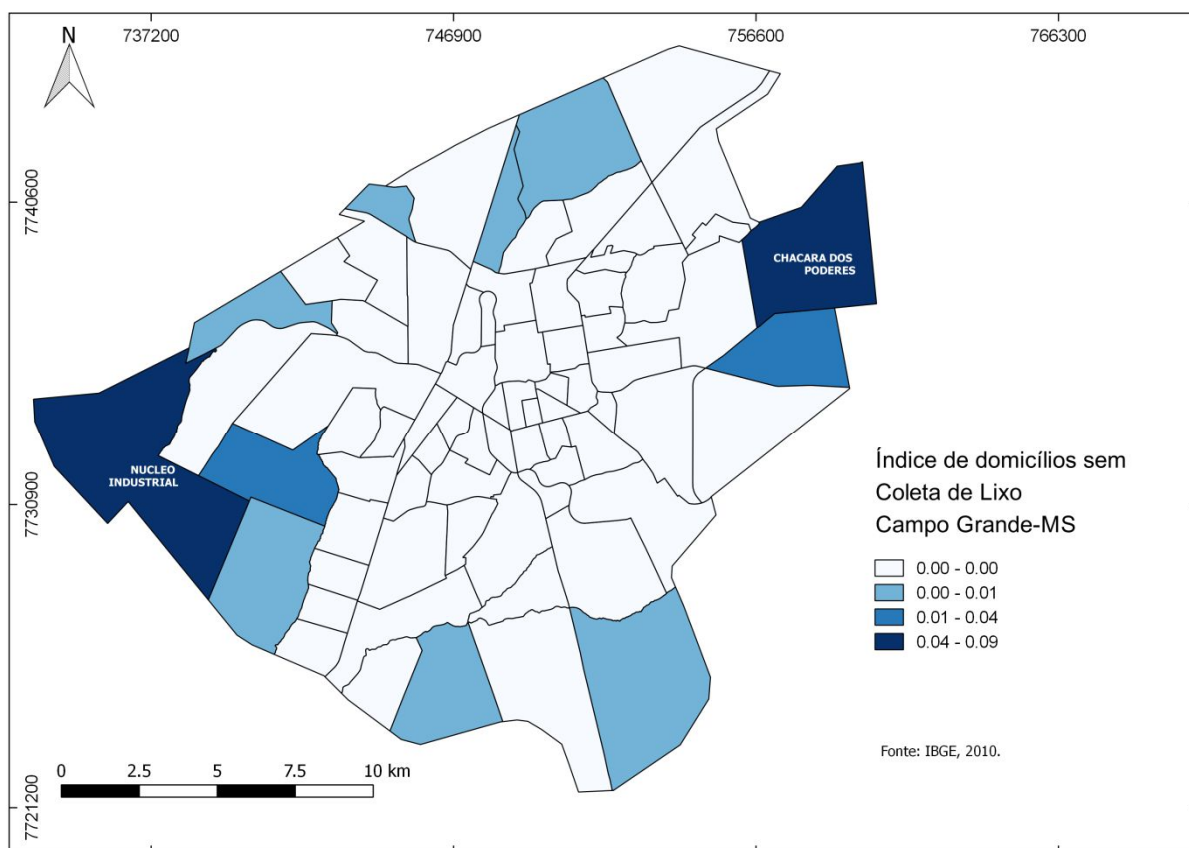 737200
746900
756600
766300
N
7740600
CHACARA DOS
PODERES
NUCLEO
INDUSTRIAL
7730900
Índice de domicílios sem
Coleta de Lixo
Campo Grande-MS
0.00 - 0.00
0.00 - 0.01
0.01 - 0.04
0.04 - 0.09
Fonte: IBGE, 2010.
0 2.5 5 7.5 10 km
7721200